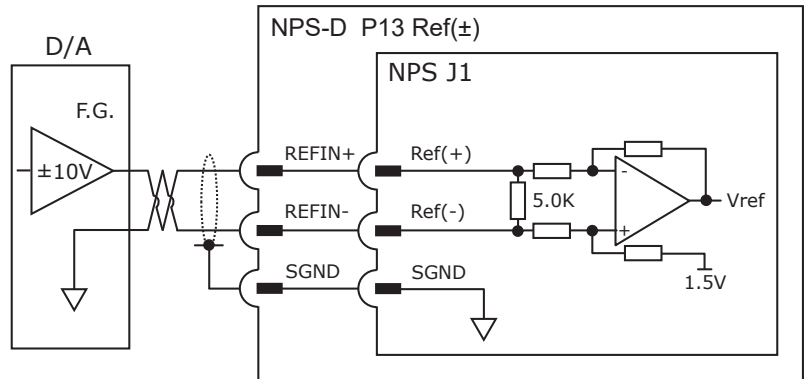 NPS-D P13 Ref(±)
D/A
NPS J1
F.G.
±10V
REFIN+
Ref(+)
-
5.0K
Vref
REFIN-
Ref(-)
+
SGND
SGND
1.5V